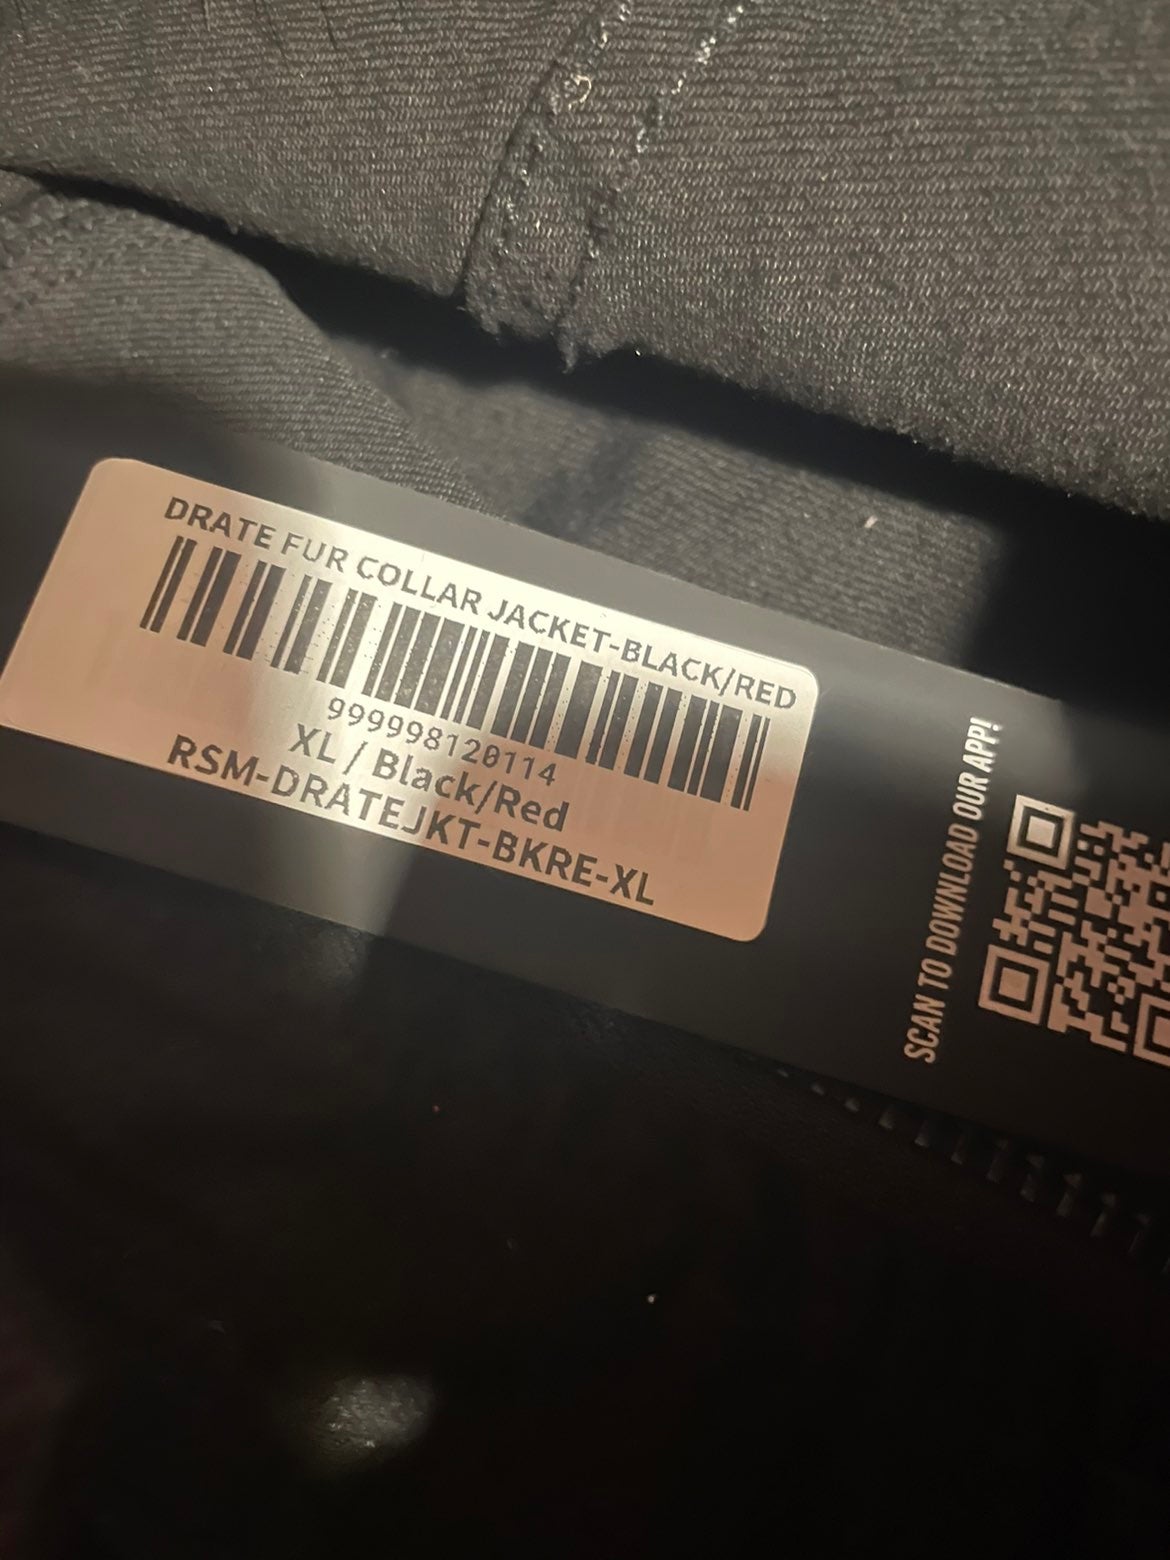 DRATE FUR COLLAR JACKET-BLACK/RED
999998120114
XL / Black/Red
RSM-DRATEJKT-BKRE-XL
SCAN TO DOWNLOAD OUR APP!